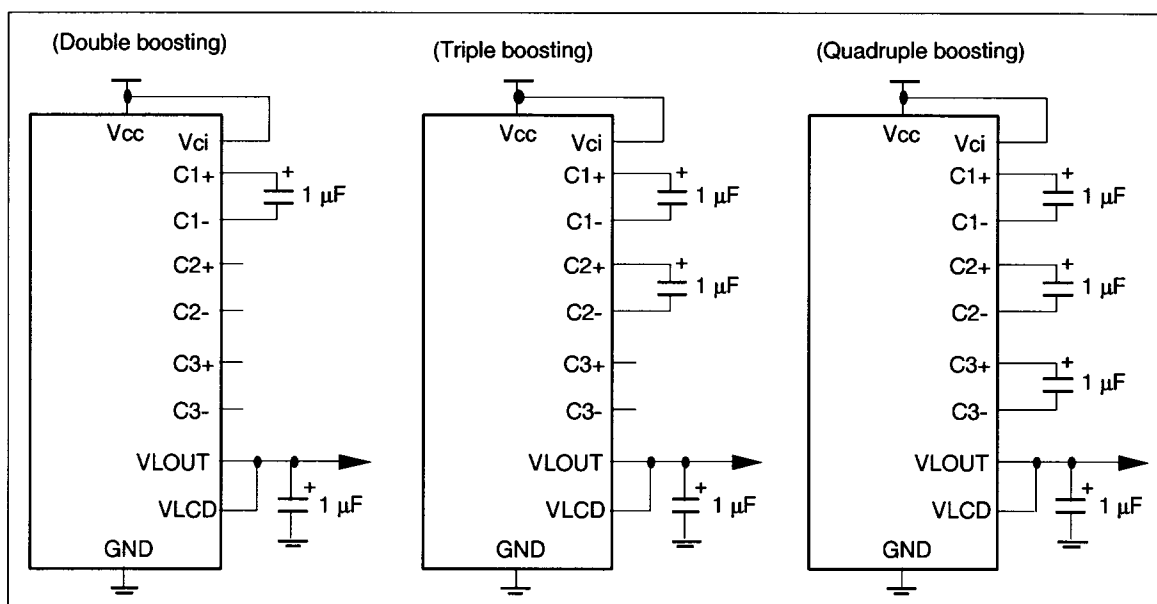 (Double boosting)
Vcc
Vci
C1+
+
1 µF
C1-
C2+
C2-
C3+
C3-
VLOUT
VLCD
+
1 µF
GND
(Triple boosting)
Vcc
Vci
C1+
+
1 µF
C1-
C2+
+
1 µF
C2-
C3+
C3-
VLOUT
VLCD
+
1 µF
GND
(Quadruple boosting)
Vcc
Vci
C1+
+
1 µF
C1-
C2+
+
1 µF
C2-
C3+
+
1 µF
C3-
VLOUT
VLCD
+
1 µF
GND